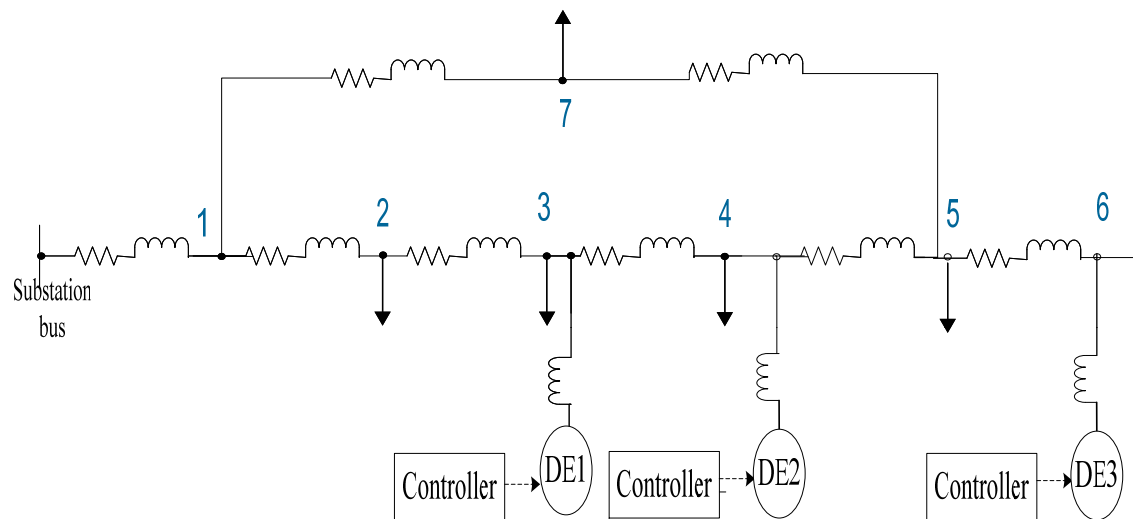 7
1
2
3
4
5
6
Substation
bus
DE1
DE2
DE3
Controller
Controller
Controller